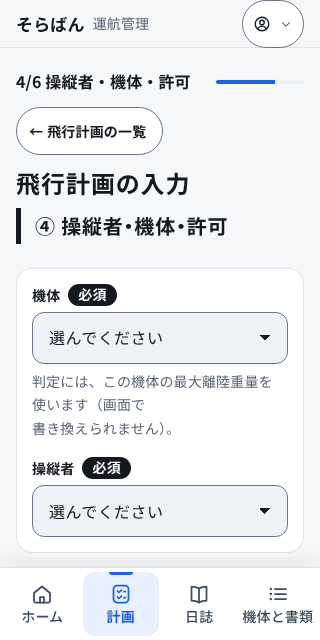 そらばん 運航管理
4/6 操縦者・機体・許可
← 飛行計画の一覧
飛行計画の入力
④ 操縦者・機体・許可
機体 必須
選んでください
判定には、この機体の最大離陸重量を
使います（画面で
書き換えられません）。
操縦者 必須
選んでください
ホーム 計画 日誌 機体と書類